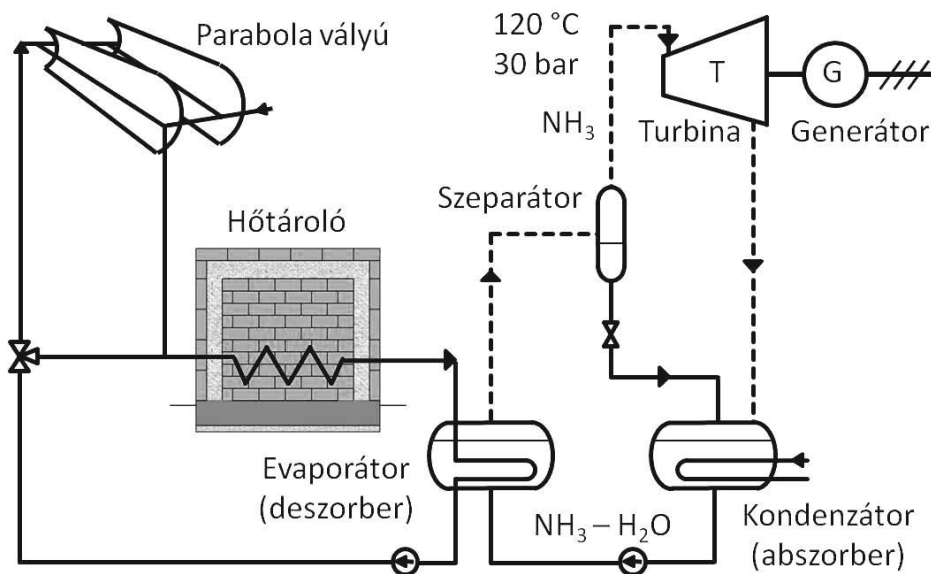 Parabola vályú
120 °C
30 bar
NH₃
T
G
Turbina
Generátor
Szeparátor
Hőtároló
Evaporátor
(deszorber)
NH₃ – H₂O
Kondenzátor
(abszorber)